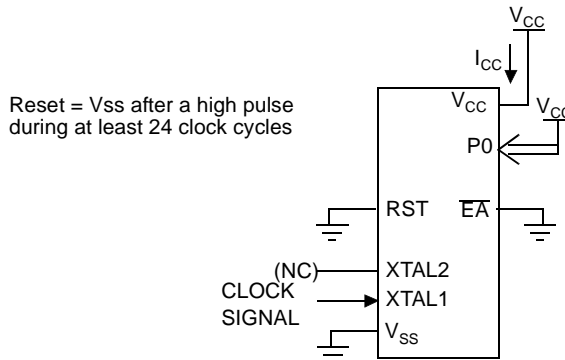 V_CC
I_CC
Reset = Vss after a high pulse
during at least 24 clock cycles
V_CC
V_CC
P0
RST
E̅A̅
(NC)
XTAL2
CLOCK
SIGNAL
XTAL1
V_SS